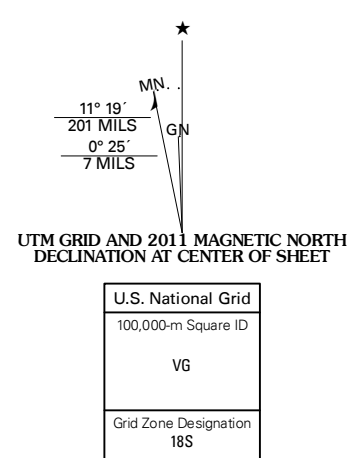 ★
MN
11° 19´
201 MILS
GN
0° 25´
7 MILS
UTM GRID AND 2011 MAGNETIC NORTH
DECLINATION AT CENTER OF SHEET
U.S. National Grid
100,000-m Square ID
VG
Grid Zone Designation
18S